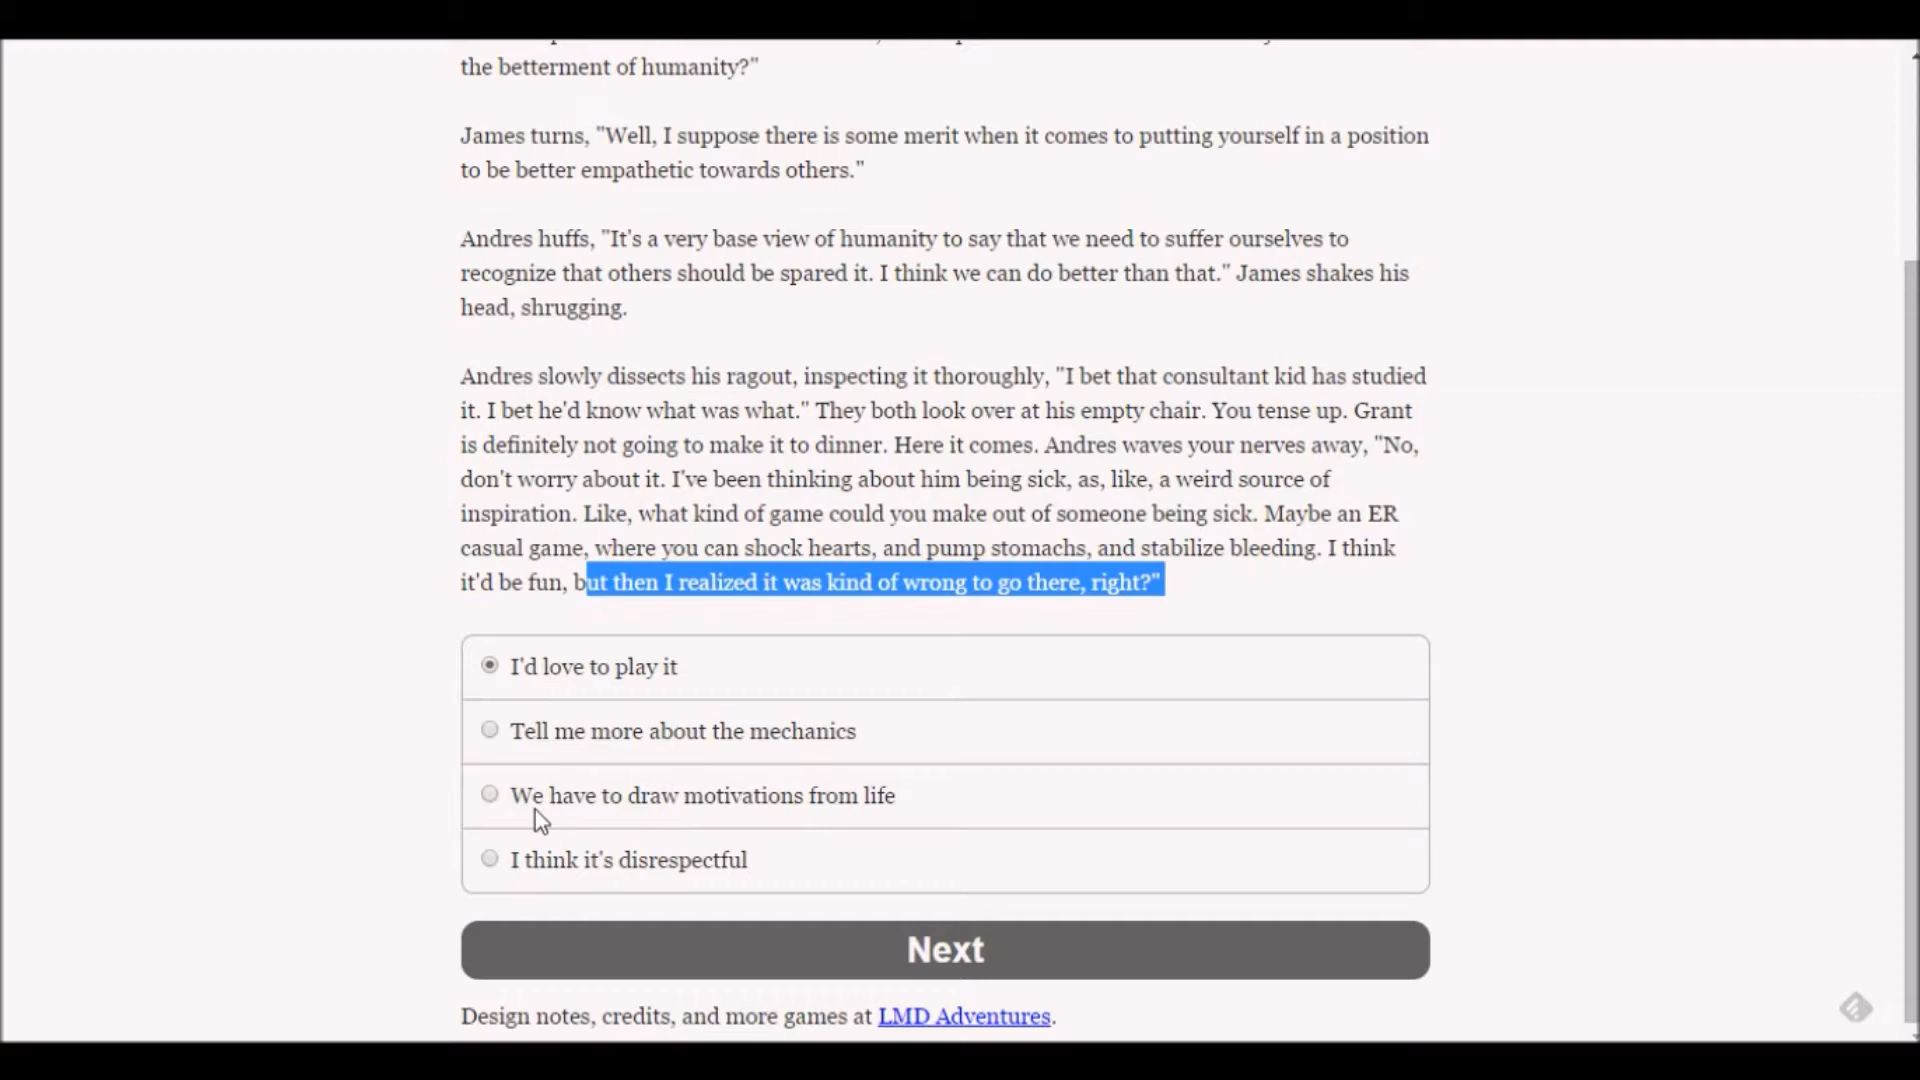 the betterment of humanity?"
James turns, "Well, I suppose there is some merit when it comes to putting yourself in a position
to be better empathetic towards others."
Andres huffs, "It's a very base view of humanity to say that we need to suffer ourselves to
recognize that others should be spared it. I think we can do better than that." James shakes his
head, shrugging.
Andres slowly dissects his ragout, inspecting it thoroughly, "I bet that consultant kid has studied
it. I bet he'd know what was what." They both look over at his empty chair. You tense up. Grant
is definitely not going to make it to dinner. Here it comes. Andres waves your nerves away, "No,
don't worry about it. I've been thinking about him being sick, as, like, a weird source of
inspiration. Like, what kind of game could you make out of someone being sick. Maybe an ER
casual game, where you can shock hearts, and pump stomachs, and stabilize bleeding. I think
it'd be fun, but then I realized it was kind of wrong to go there, right?"
I'd love to play it
Tell me more about the mechanics
We have to draw motivations from life
I think it's disrespectful
Next
Design notes, credits, and more games at LMD Adventures.